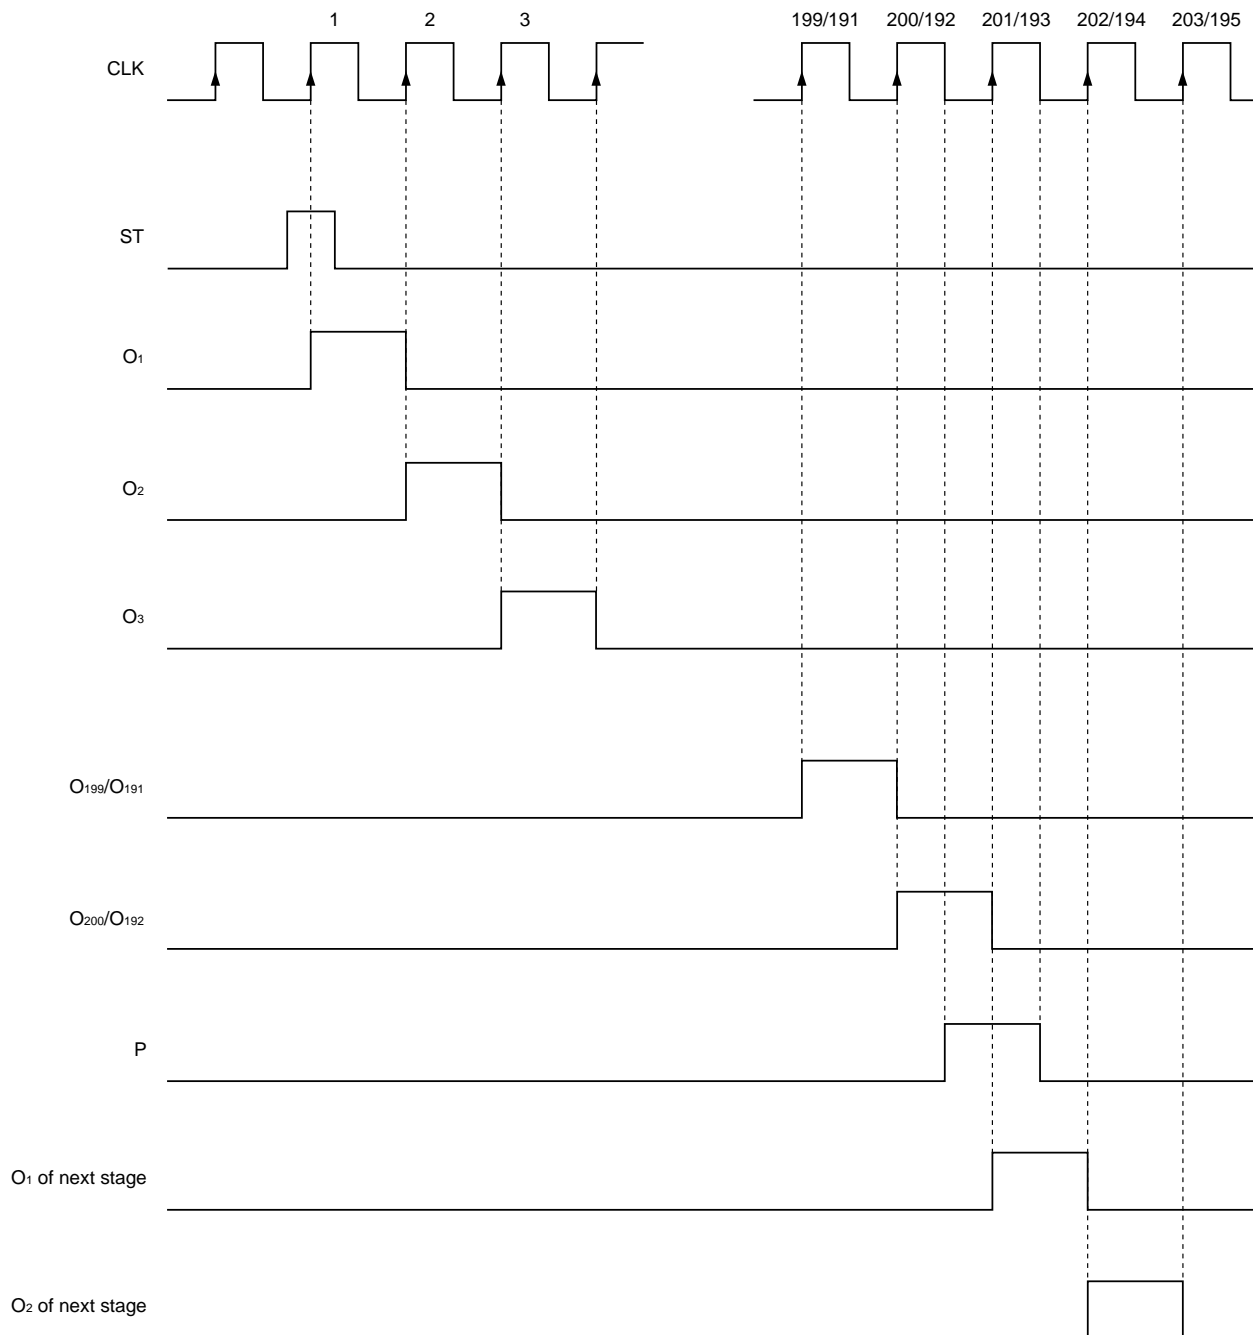 1 2 3 199/191 200/192 201/193 202/194 203/195
CLK
ST
O1
O2
O3
O199/O191
O200/O192
P
O1 of next stage
O2 of next stage